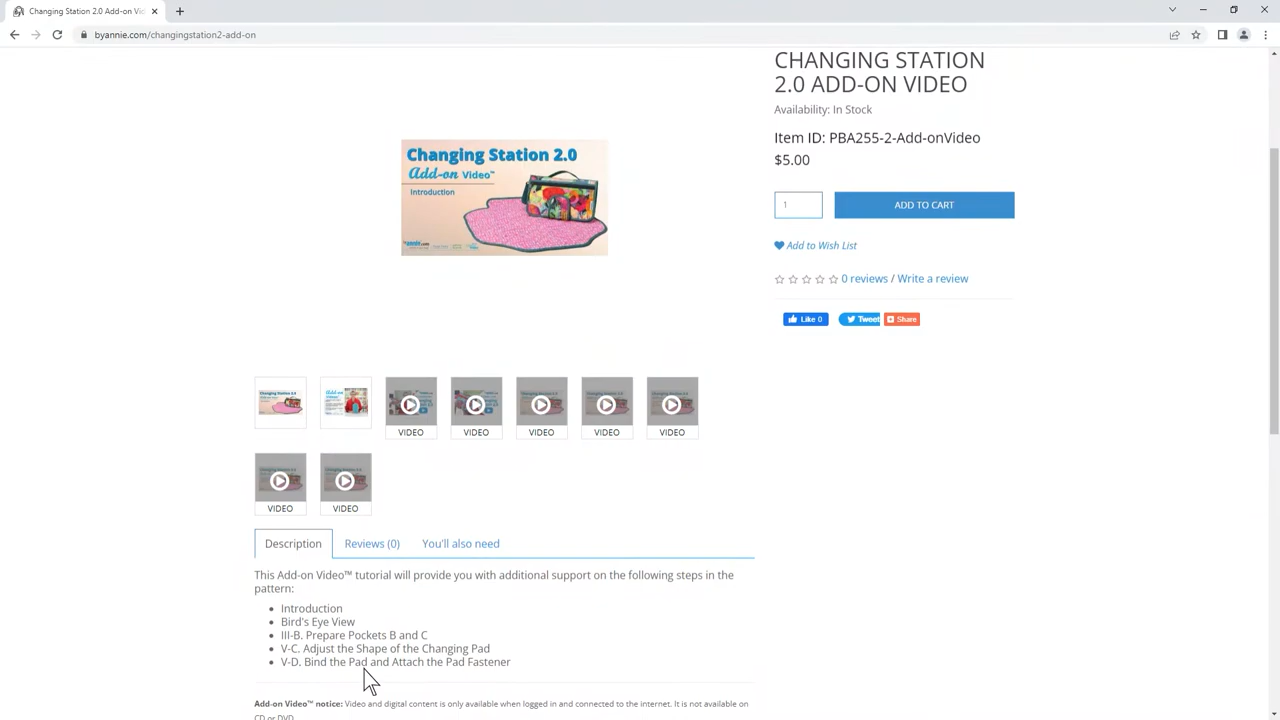 Changing Station 2.0 Add-on Vid
byannie.com/changingstation2-add-on
CHANGING STATION
2.0 ADD-ON VIDEO
Availability: In Stock
Item ID: PBA255-2-Add-onVideo
$5.00
1
ADD TO CART
Add to Wish List
0 reviews / Write a review
Like 0
Tweet
Share
Changing Station 2.0
Add-on Video™
Introduction
VIDEO
VIDEO
VIDEO
VIDEO
VIDEO
VIDEO
VIDEO
Description
Reviews (0)
You'll also need
This Add-on Video™ tutorial will provide you with additional support on the following steps in the
pattern:
• Introduction
• Bird's Eye View
• III-B. Prepare Pockets B and C
• V-C. Adjust the Shape of the Changing Pad
• V-D. Bind the Pad and Attach the Pad Fastener
Add-on Video™ notice: Video and digital content is only available when logged in and connected to the internet. It is not available on
CD or DVD